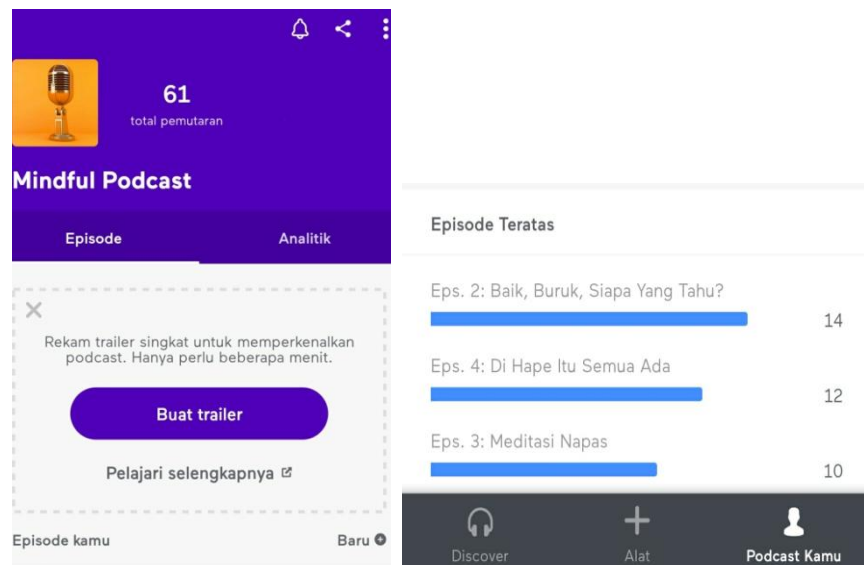 61
total pemutaran
Mindful Podcast
Episode
Analitik
Rekam trailer singkat untuk memperkenalkan
podcast. Hanya perlu beberapa menit.
Buat trailer
Pelajari selengkapnya
Episode kamu
Baru
Episode Teratas
Eps. 2: Baik, Buruk, Siapa Yang Tahu?
14
Eps. 4: Di Hape Itu Semua Ada
12
Eps. 3: Meditasi Napas
10
Discover
Alat
Podcast Kamu